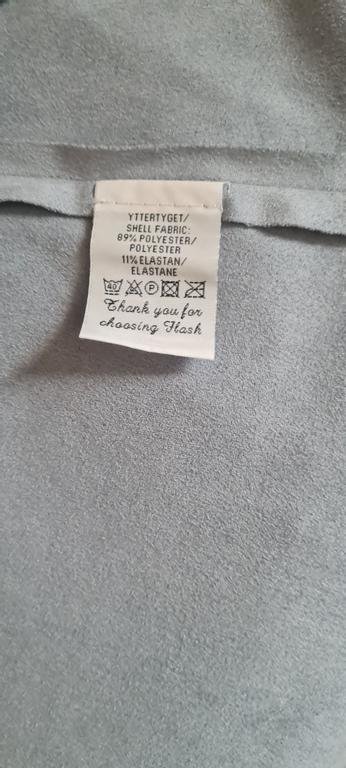 YTTERTYGET/
SHELL FABRIC:
89% POLYESTER/
POLYESTER
11% ELASTAN/
ELASTANE
40 P
Thank you for
choosing Flash